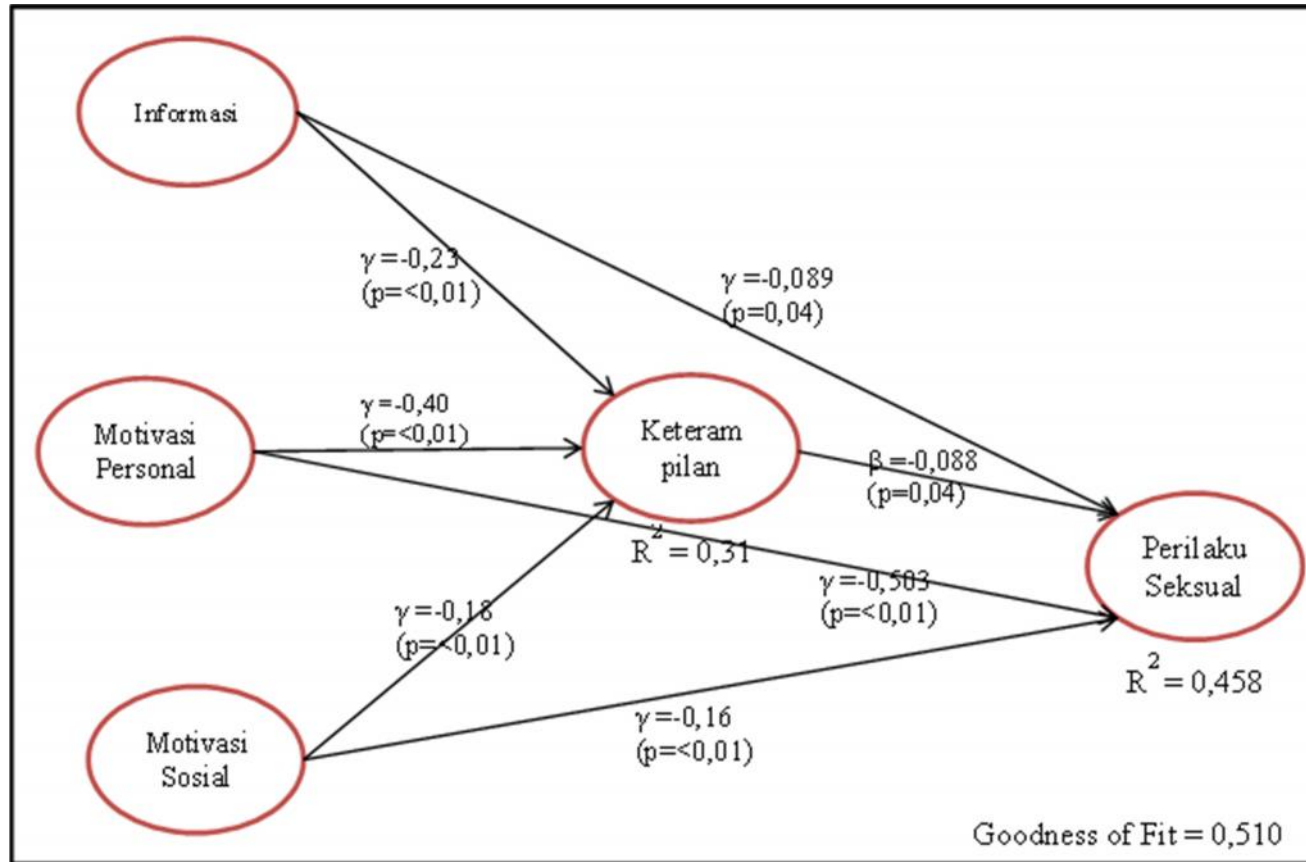 Informasi
γ =-0,23
(p=<0,01)
γ =-0,089
(p=0,04)
Motivasi
Personal
γ=-0,40
(p=<0,01)
Keteram
pilan
R² = 0,31
β =-0,088
(p=0,04)
Perilaku
Seksual
R² = 0,458
γ =-0,503
(p=<0,01)
γ =-0,18
(p=<0,01)
Motivasi
Sosial
γ =-0,16
(p=<0,01)
Goodness of Fit = 0,510